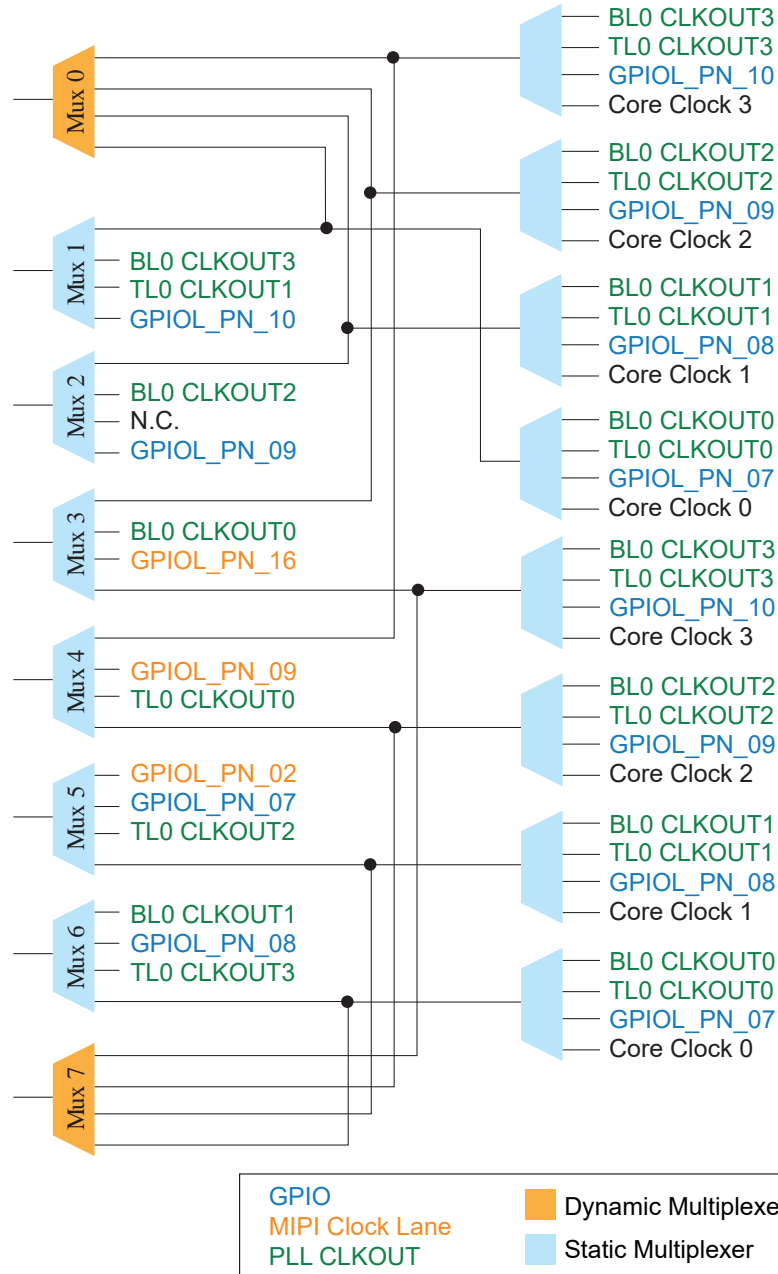 Mux 0
BL0 CLKOUT3
TL0 CLKOUT3
GPIOL_PN_10
Core Clock 3
BL0 CLKOUT2
TL0 CLKOUT2
GPIOL_PN_09
Core Clock 2
Mux 1
BL0 CLKOUT3
TL0 CLKOUT1
GPIOL_PN_10
BL0 CLKOUT1
TL0 CLKOUT1
GPIOL_PN_08
Core Clock 1
Mux 2
BL0 CLKOUT2
N.C.
GPIOL_PN_09
BL0 CLKOUT0
TL0 CLKOUT0
GPIOL_PN_07
Core Clock 0
Mux 3
BL0 CLKOUT0
GPIOL_PN_16
BL0 CLKOUT3
TL0 CLKOUT3
GPIOL_PN_10
Core Clock 3
Mux 4
GPIOL_PN_09
TL0 CLKOUT0
BL0 CLKOUT2
TL0 CLKOUT2
GPIOL_PN_09
Core Clock 2
Mux 5
GPIOL_PN_02
GPIOL_PN_07
TL0 CLKOUT2
BL0 CLKOUT1
TL0 CLKOUT1
GPIOL_PN_08
Core Clock 1
Mux 6
BL0 CLKOUT1
GPIOL_PN_08
TL0 CLKOUT3
BL0 CLKOUT0
TL0 CLKOUT0
GPIOL_PN_07
Core Clock 0
Mux 7
GPIO
MIPI Clock Lane
PLL CLKOUT
Dynamic Multiplexe
Static Multiplexer